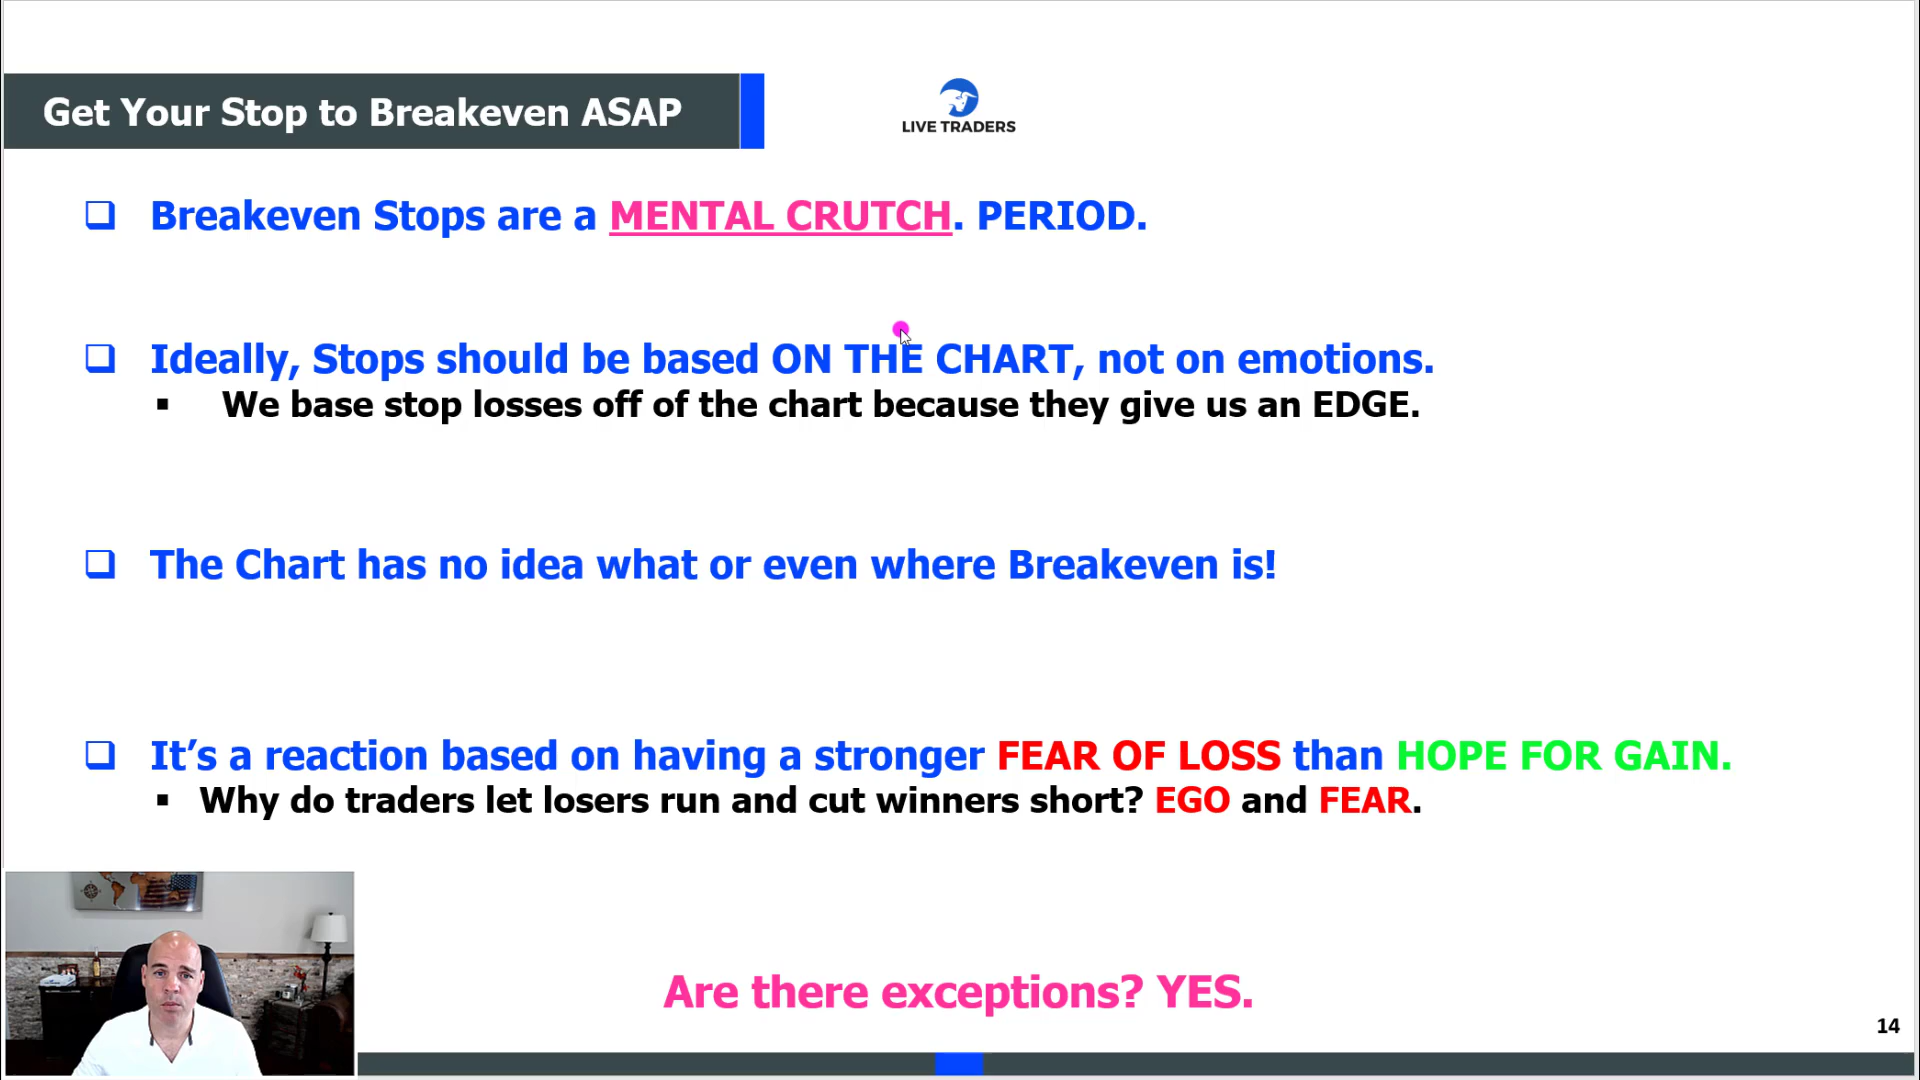 Get Your Stop to Breakeven ASAP
LIVE TRADERS
Breakeven Stops are a MENTAL CRUTCH. PERIOD.
Ideally, Stops should be based ON THE CHART, not on emotions.
We base stop losses off of the chart because they give us an EDGE.
The Chart has no idea what or even where Breakeven is!
It’s a reaction based on having a stronger FEAR OF LOSS than HOPE FOR GAIN.
Why do traders let losers run and cut winners short? EGO and FEAR.
Are there exceptions? YES.
14